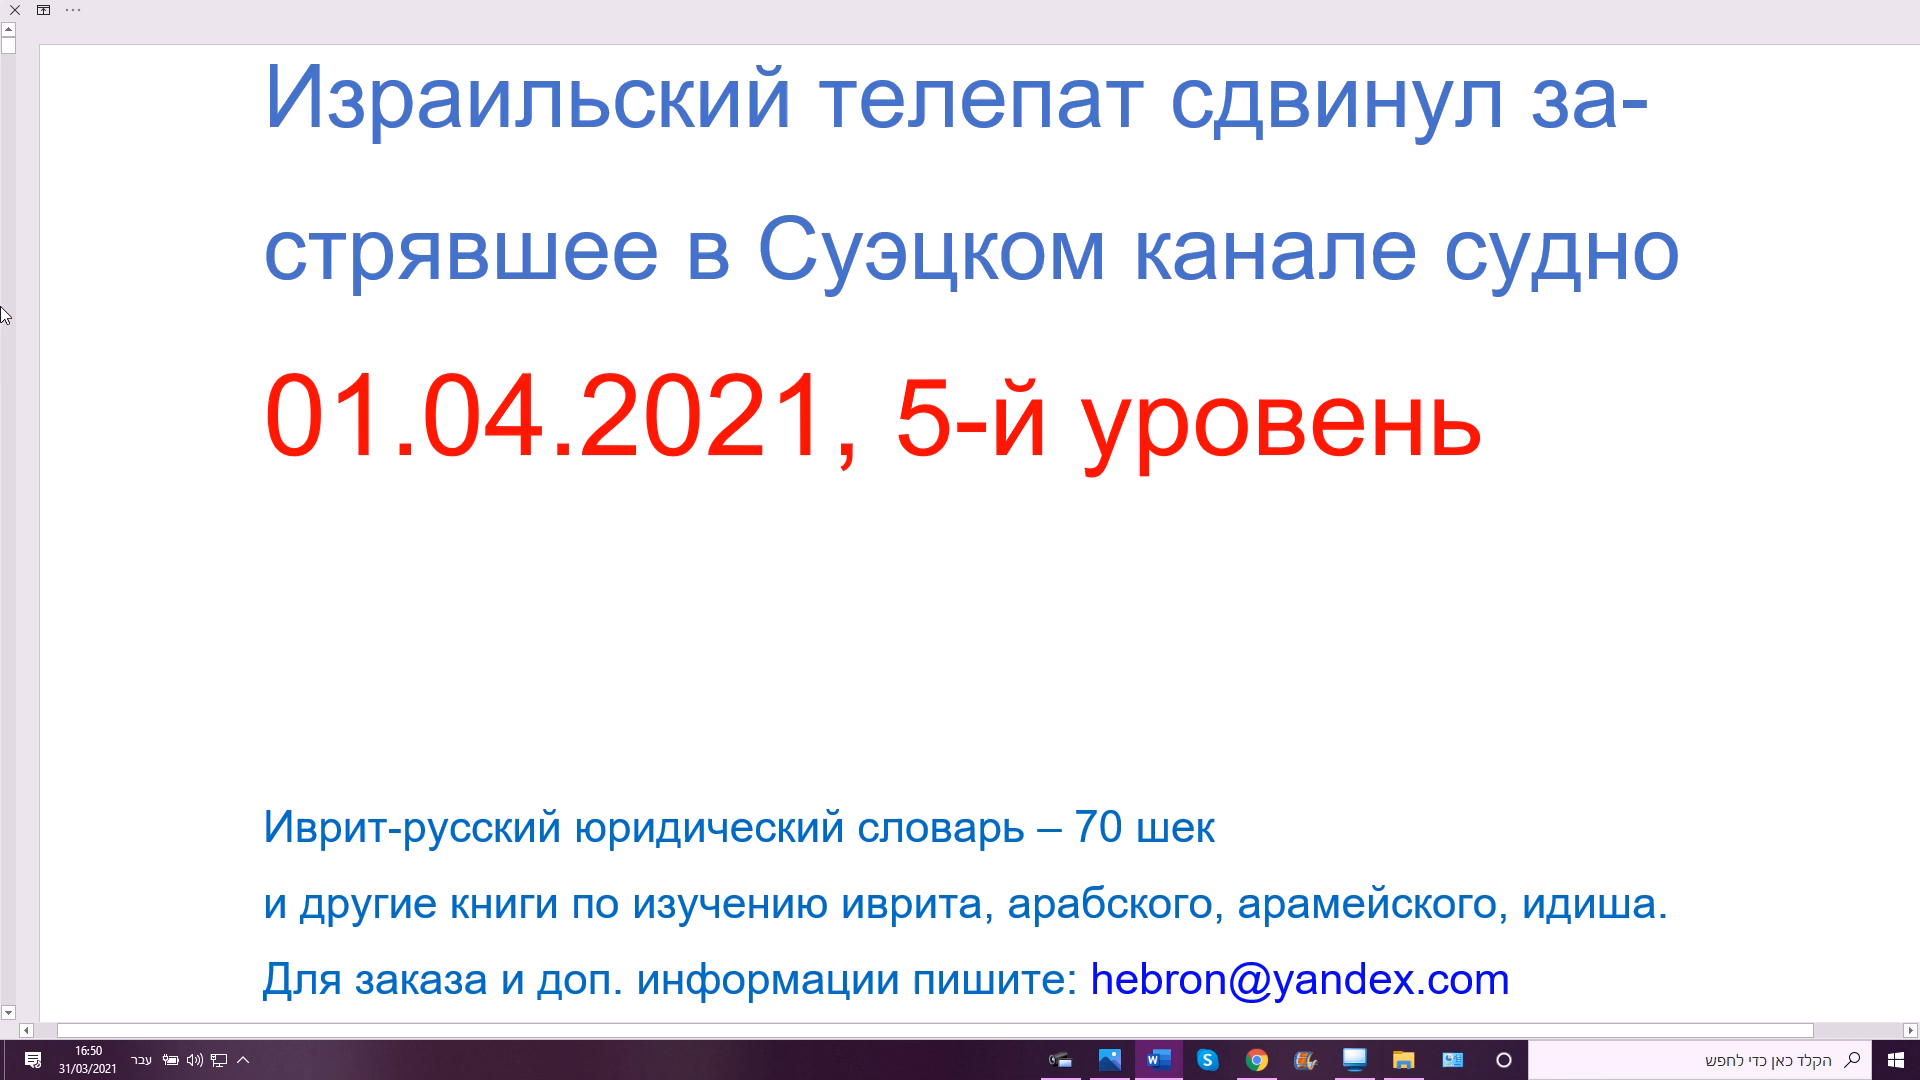 Израильский телепат сдвинул за-
стрявшее в Суэцком канале судно
01.04.2021, 5-й уровень
Иврит-русский юридический словарь – 70 шек
и другие книги по изучению иврита, арабского, арамейского, идиша.
Для заказа и доп. информации пишите: hebron@yandex.com
16:50
31/03/2021
עבר
הקלד כאן כדי לחפש